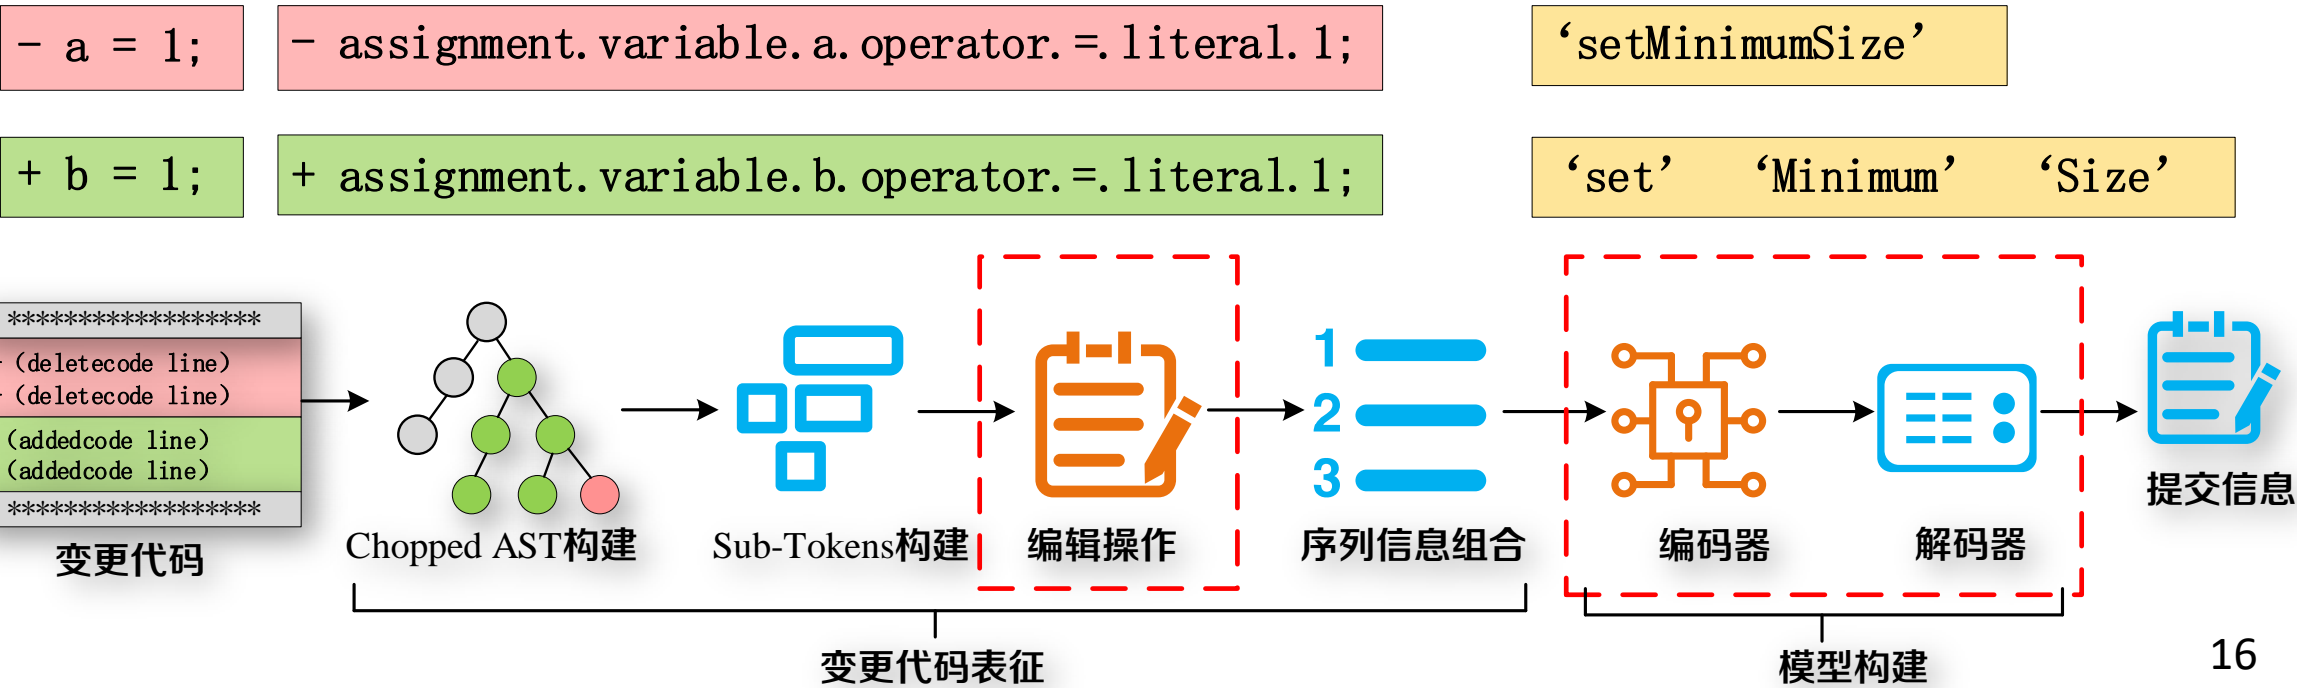 - a = 1;
- assignment.variable.a.operator.=.literal.1;
‘setMinimumSize’
+ b = 1;
+ assignment.variable.b.operator.=.literal.1;
‘set’ ‘Minimum’ ‘Size’
******************
- (deletecode line)
- (deletecode line)
(addedcode line)
(addedcode line)
******************
变更代码
Chopped AST构建
Sub-Tokens构建
编辑操作
1
2
3
序列信息组合
编码器
解码器
提交信息
变更代码表征
模型构建
16